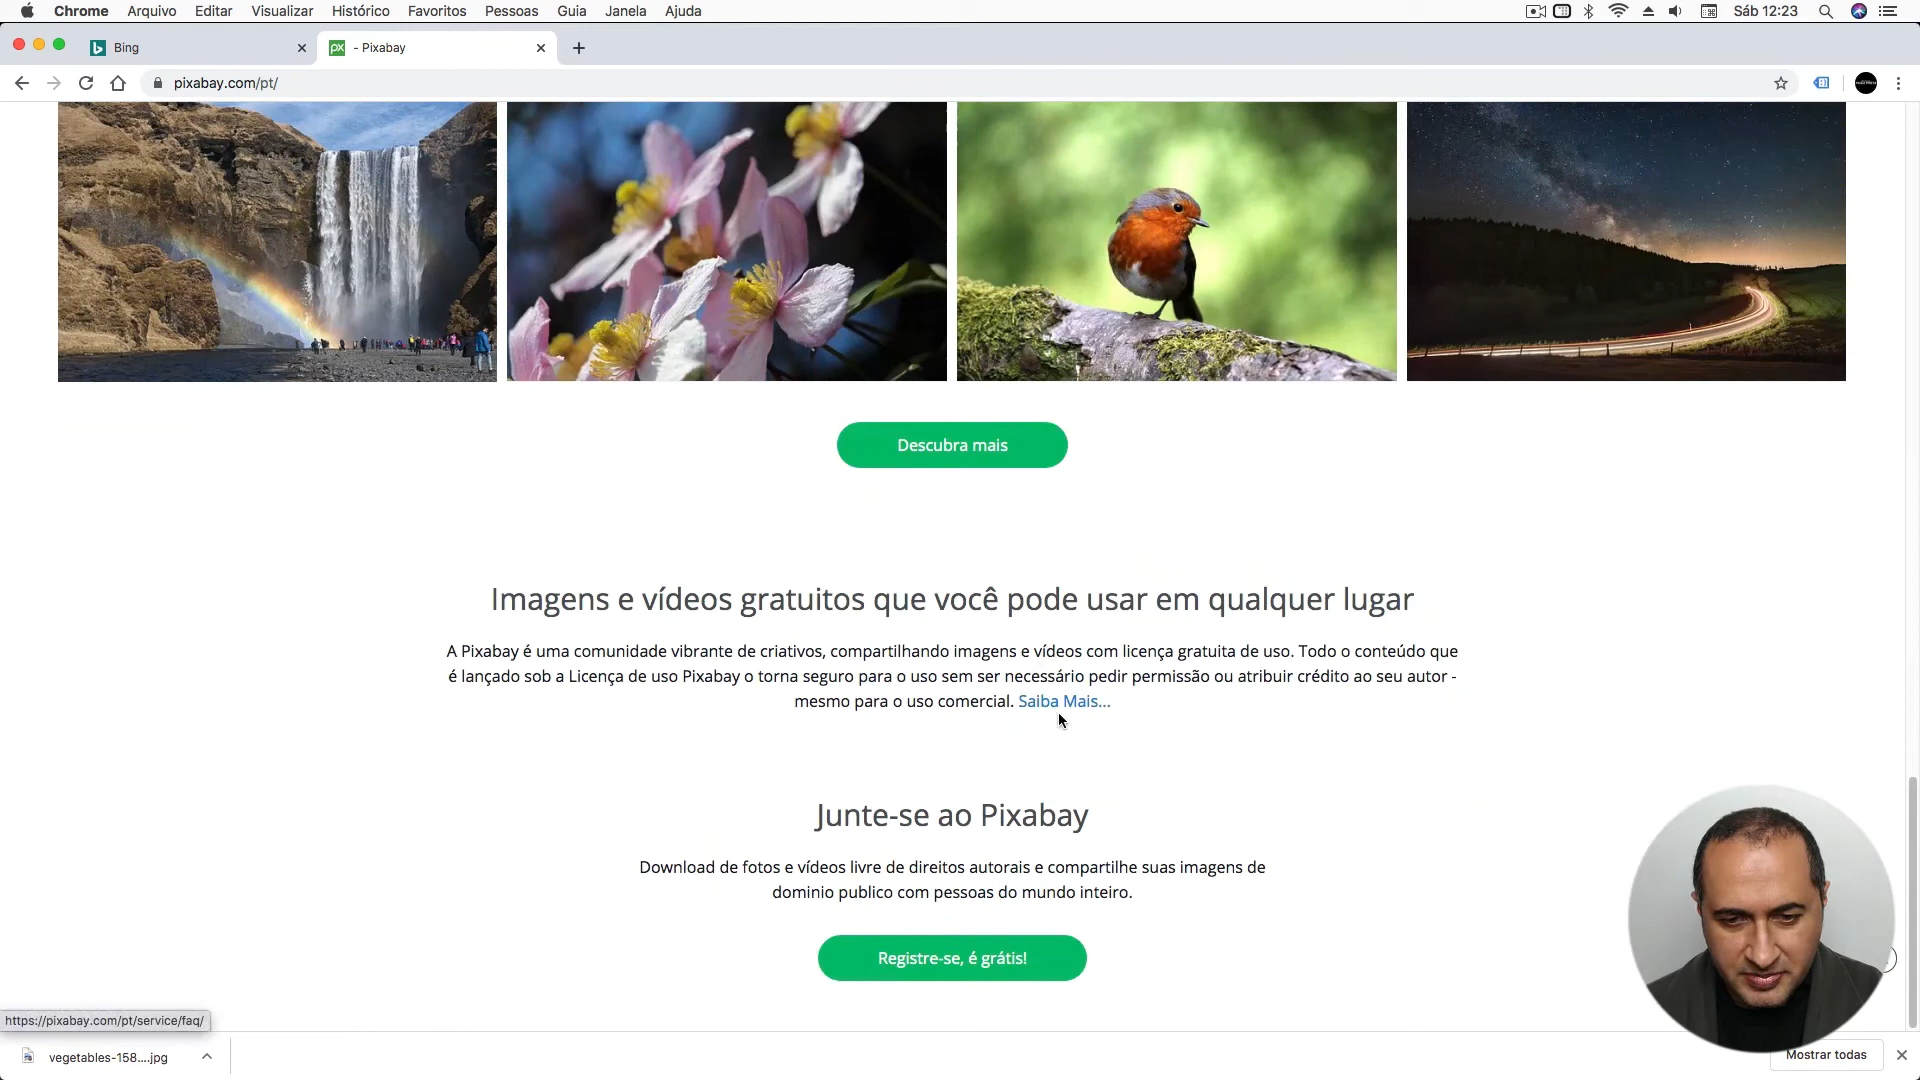 Chrome Arquivo Editar Visualizar Histórico Favoritos Pessoas Guia Janela Ajuda Sáb 12:23
Bing
px - Pixabay
pixabay.com/pt/
Descubra mais
Imagens e vídeos gratuitos que você pode usar em qualquer lugar
A Pixabay é uma comunidade vibrante de criativos, compartilhando imagens e vídeos com licença gratuita de uso. Todo o conteúdo que
é lançado sob a Licença de uso Pixabay o torna seguro para o uso sem ser necessário pedir permissão ou atribuir crédito ao seu autor -
mesmo para o uso comercial. Saiba Mais...
Junte-se ao Pixabay
Download de fotos e vídeos livre de direitos autorais e compartilhe suas imagens de
dominio publico com pessoas do mundo inteiro.
Registre-se, é grátis!
https://pixabay.com/pt/service/faq/
vegetables-158....jpg
Mostrar todas